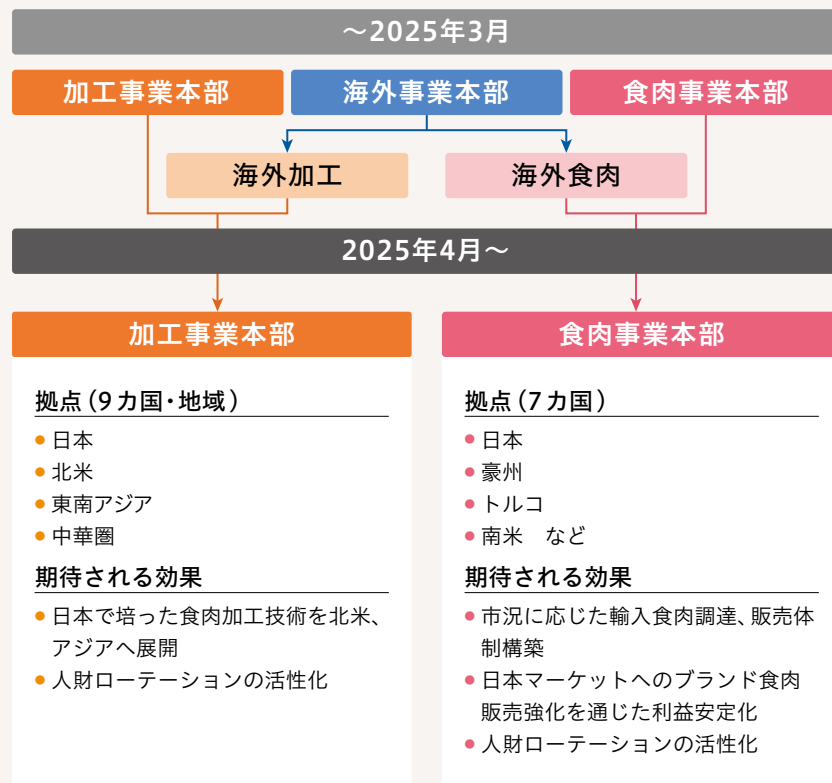 〜2025年3月
加工事業本部
海外事業本部
食肉事業本部
海外加工
海外食肉
2025年4月〜
加工事業本部
拠点（9カ国・地域）
• 日本
• 北米
• 東南アジア
• 中華圏
期待される効果
• 日本で培った食肉加工技術を北米、
アジアへ展開
• 人財ローテーションの活性化
食肉事業本部
拠点（7カ国）
• 日本
• 豪州
• トルコ
• 南米　など
期待される効果
• 市況に応じた輸入食肉調達、販売体
制構築
• 日本マーケットへのブランド食肉
販売強化を通じた利益安定化
• 人財ローテーションの活性化